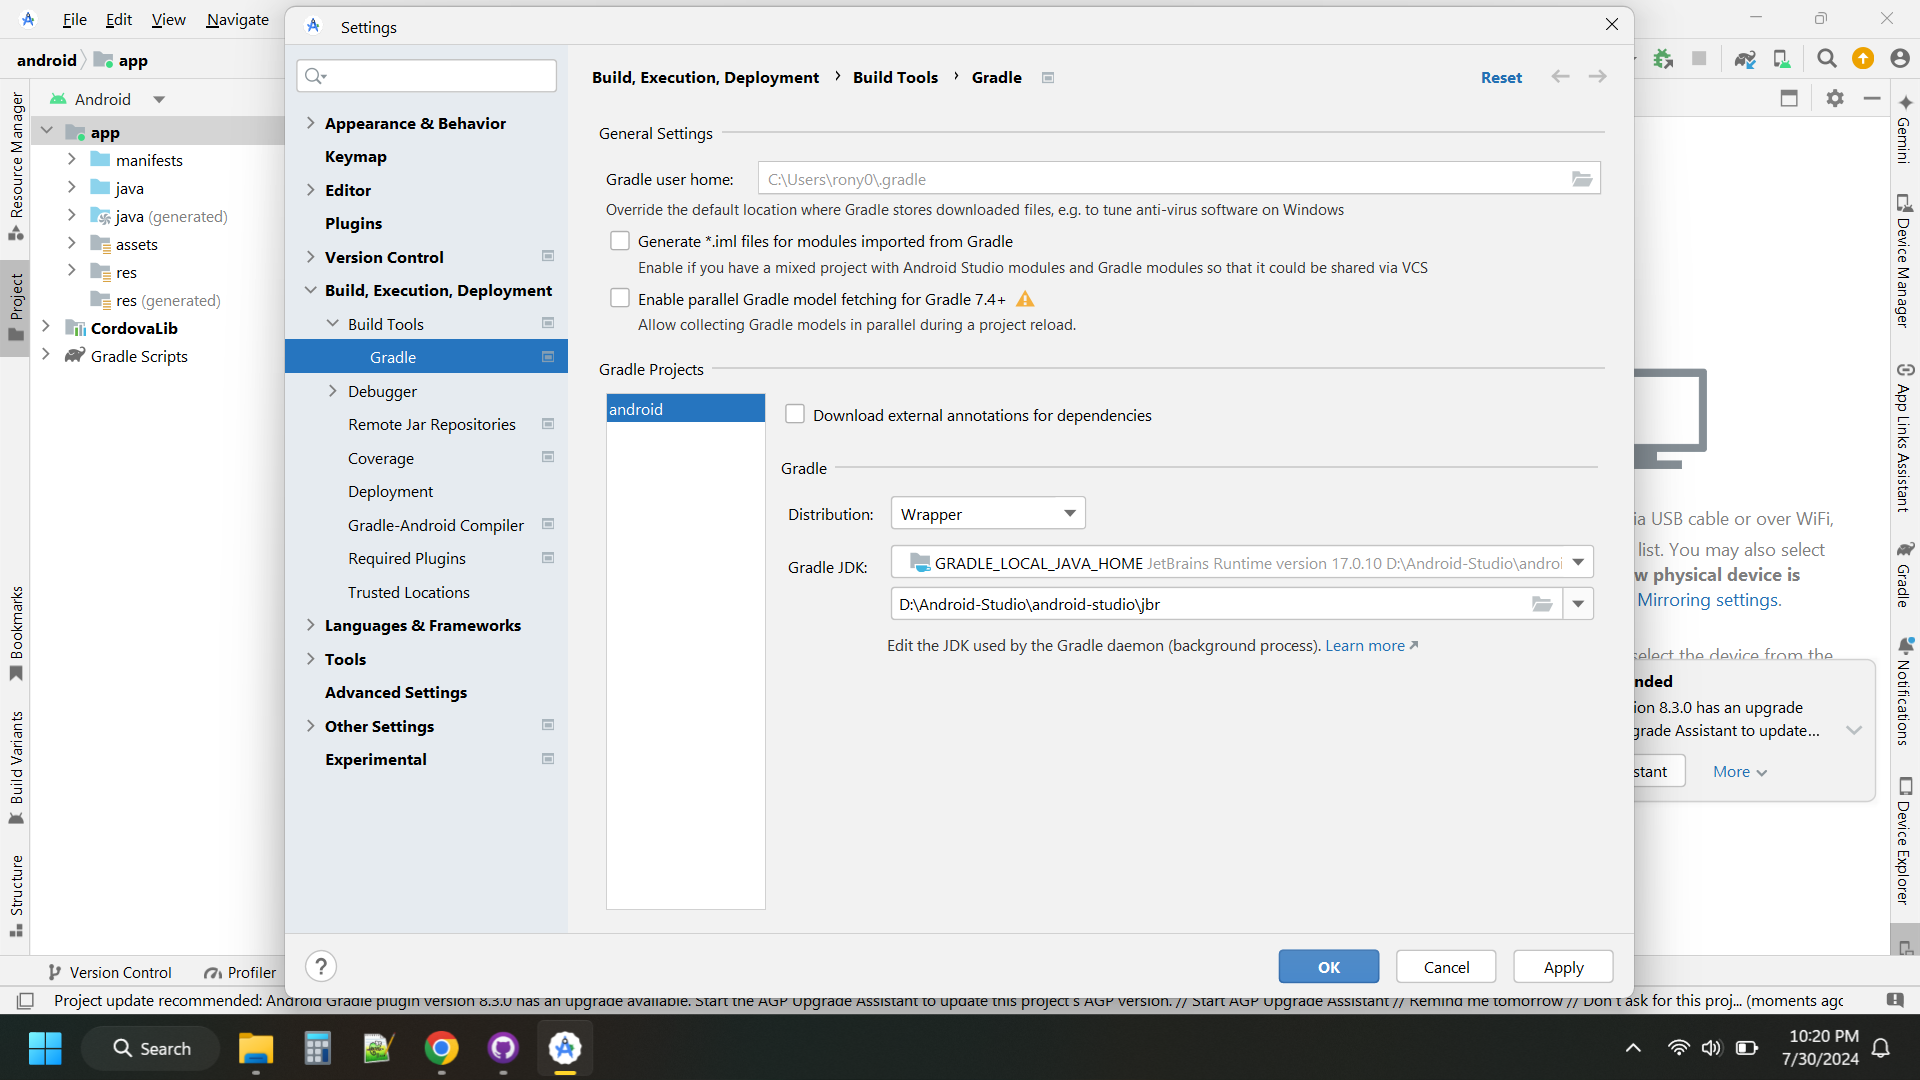 File Edit View Navigate
Settings
android app
Android
app
manifests
java
java (generated)
assets
res
res (generated)
CordovaLib
Gradle Scripts
Resource Manager
Project
Bookmarks
Build Variants
Structure
Appearance & Behavior
Keymap
Editor
Plugins
Version Control
Build, Execution, Deployment
Build Tools
Gradle
Debugger
Remote Jar Repositories
Coverage
Deployment
Gradle-Android Compiler
Required Plugins
Trusted Locations
Languages & Frameworks
Tools
Advanced Settings
Other Settings
Experimental
Build, Execution, Deployment › Build Tools › Gradle
Reset
General Settings
Gradle user home: C:\Users\rony0\.gradle
Override the default location where Gradle stores downloaded files, e.g. to tune anti-virus software on Windows
Generate *.iml files for modules imported from Gradle
Enable if you have a mixed project with Android Studio modules and Gradle modules so that it could be shared via VCS
Enable parallel Gradle model fetching for Gradle 7.4+
Allow collecting Gradle models in parallel during a project reload.
Gradle Projects
android
Download external annotations for dependencies
Gradle
Distribution: Wrapper
Gradle JDK: GRADLE_LOCAL_JAVA_HOME JetBrains Runtime version 17.0.10 D:\Android-Studio\androi
D:\Android-Studio\android-studio\jbr
Edit the JDK used by the Gradle daemon (background process). Learn more
?
OK
Cancel
Apply
ia USB cable or over WiFi,
list. You may also select
w physical device is
Mirroring settings.
select the device from the
nded
ion 8.3.0 has an upgrade
grade Assistant to update...
stant
More
Gemini
Device Manager
App Links Assistant
Gradle
Notifications
Device Explorer
Version Control
Profiler
Project update recommended: Android Gradle plugin version 8.3.0 has an upgrade available. Start the AGP Upgrade Assistant to update this project's AGP version. // Start AGP Upgrade Assistant // Remind me tomorrow // Don't ask for this proj... (moments agc
Search
10:20 PM
7/30/2024